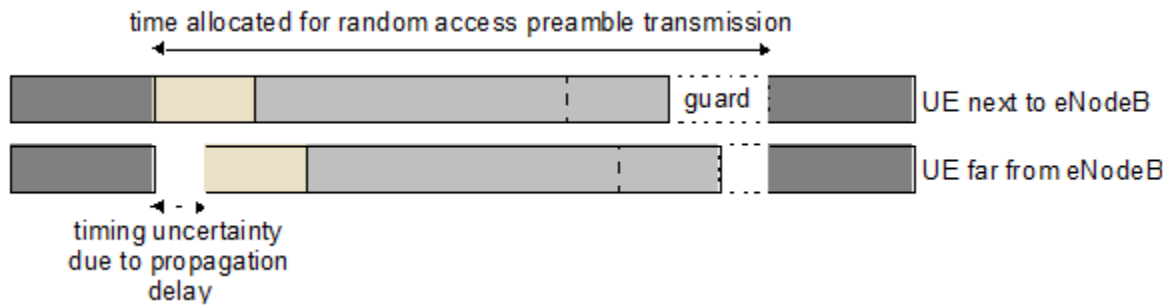 time allocated for random access preamble transmission
guard
UE next to eNodeB
UE far from eNodeB
timing uncertainty
due to propagation
delay